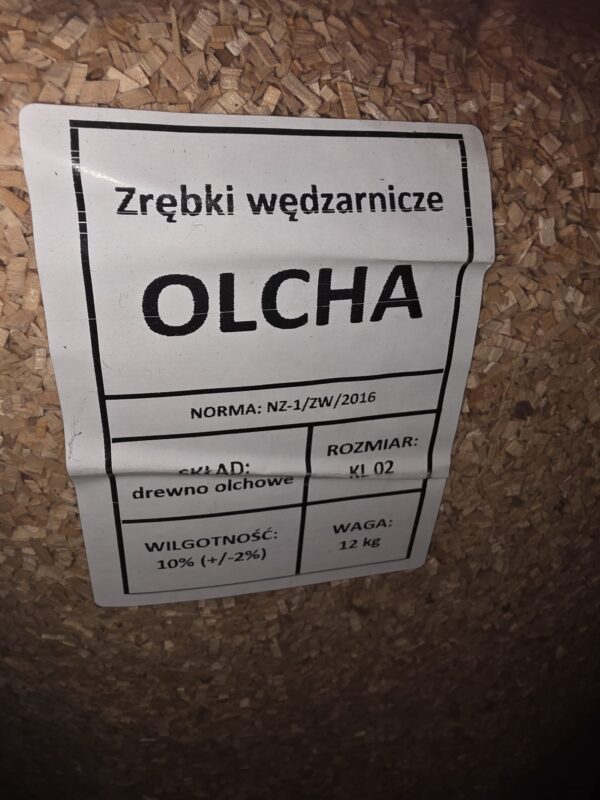 Zrębki wędzarnicze
OLCHA
NORMA: NZ-1/ZW/2016
SKŁAD:
drewno olchowe
ROZMIAR:
KL 02
WILGOTNOŚĆ:
10% (+/-2%)
WAGA:
12 kg